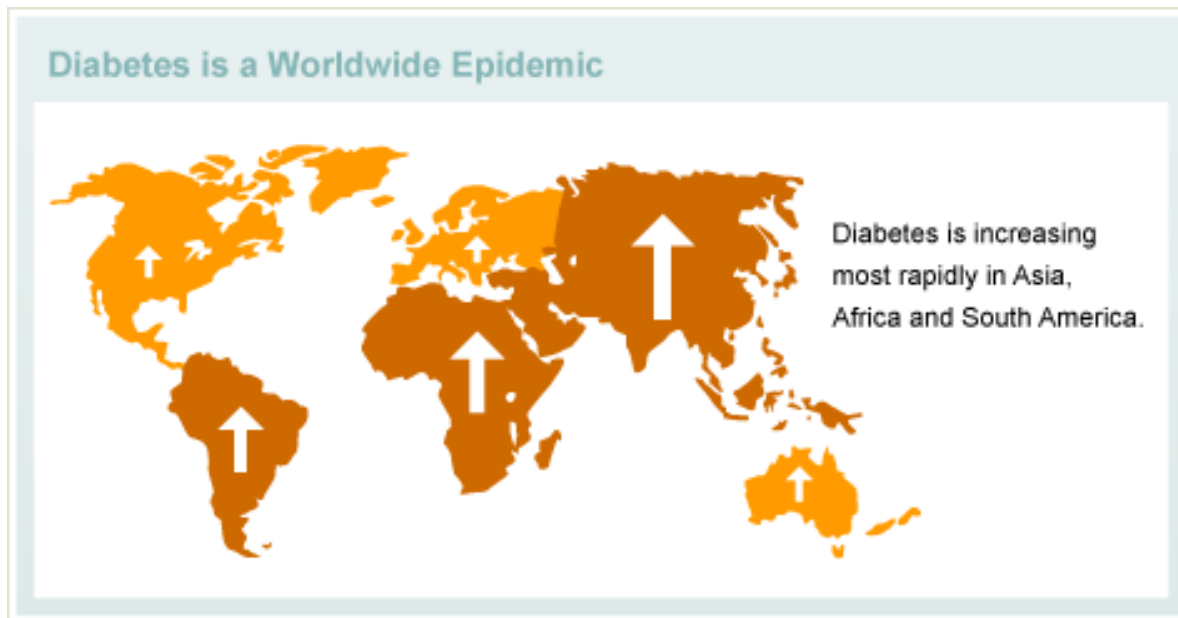 Diabetes is a Worldwide Epidemic
Diabetes is increasing
most rapidly in Asia,
Africa and South America.